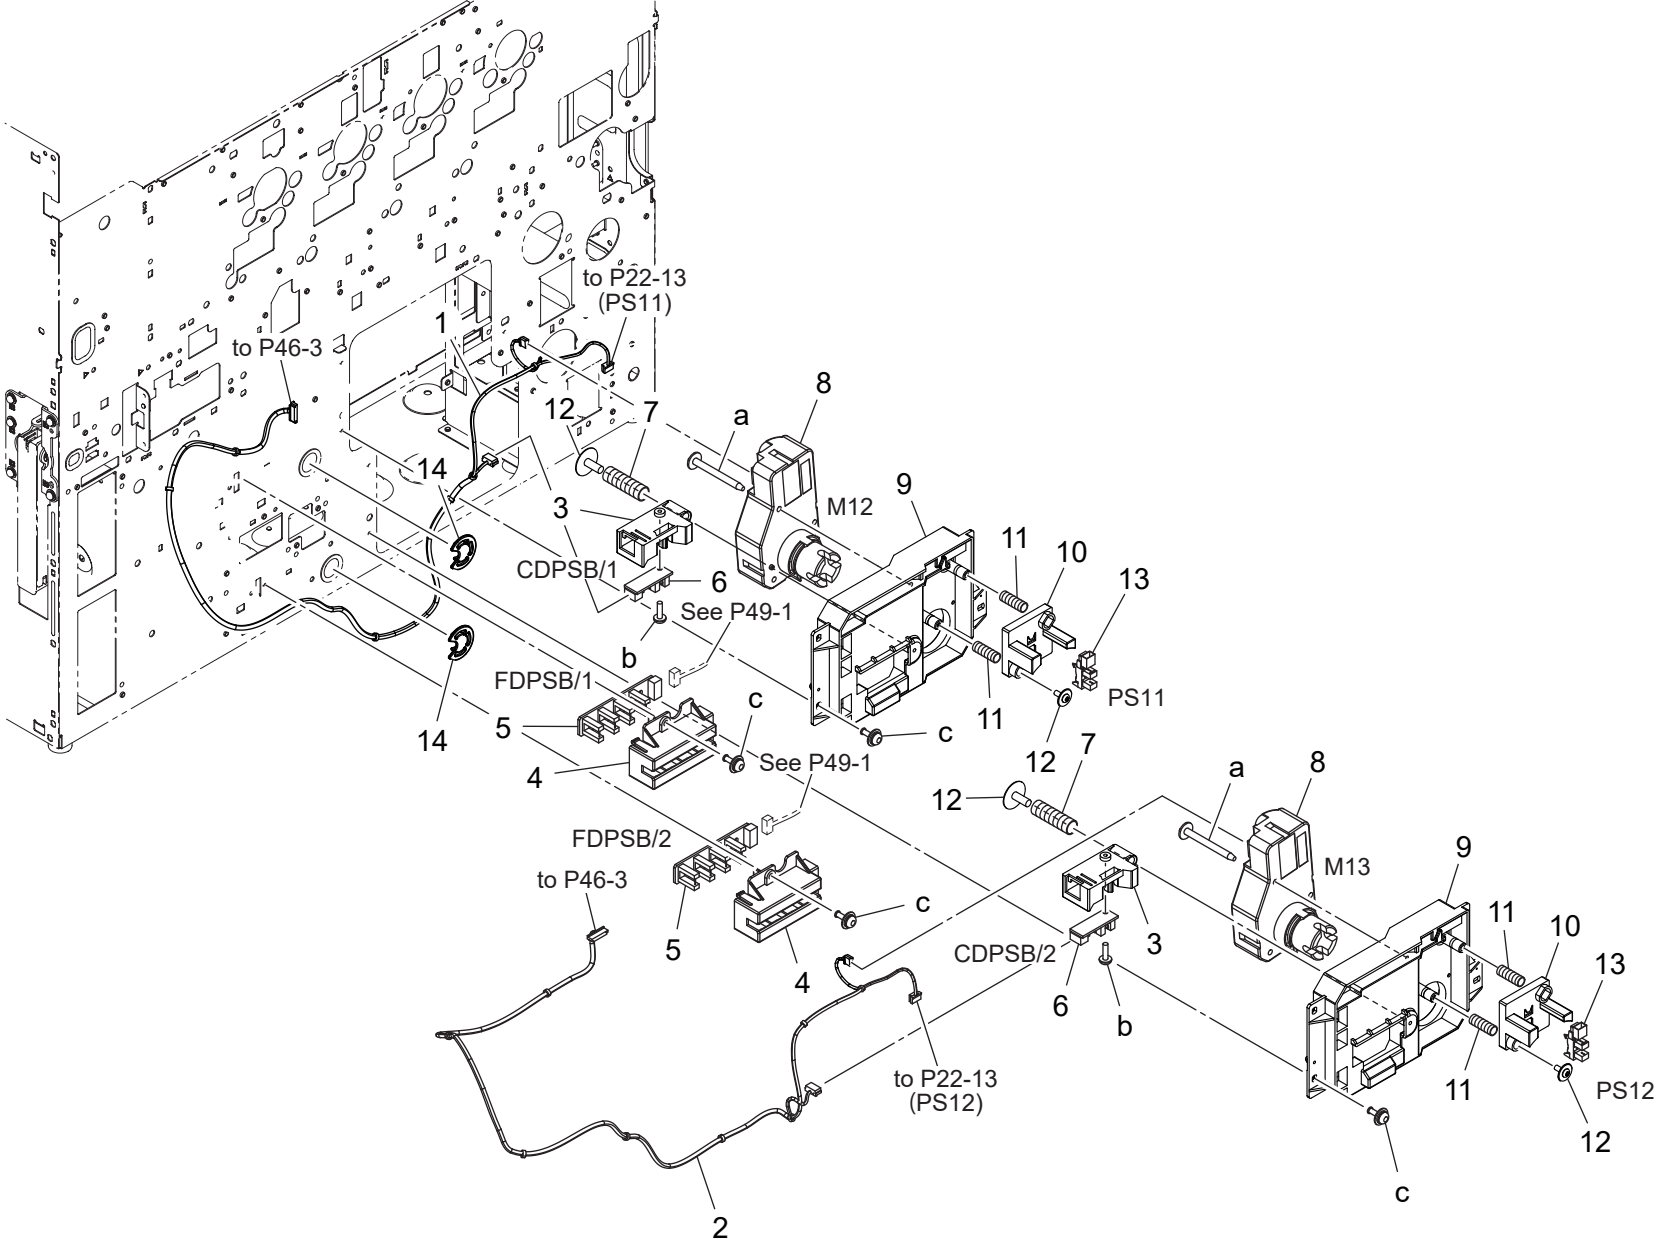 to P22-13
(PS11)
1
to P46-3
8
12
7
a
14
9
M12
3
11
10
CDPSB/1
6
13
See P49-1
b
FDPSB/1
c
PS11
5
14
11
c
12
7
4
See P49-1
a
8
12
FDPSB/2
M13
9
to P46-3
c
11
10
5
3
CDPSB/2
13
4
6
b
to P22-13
(PS12)
11
PS12
12
c
2